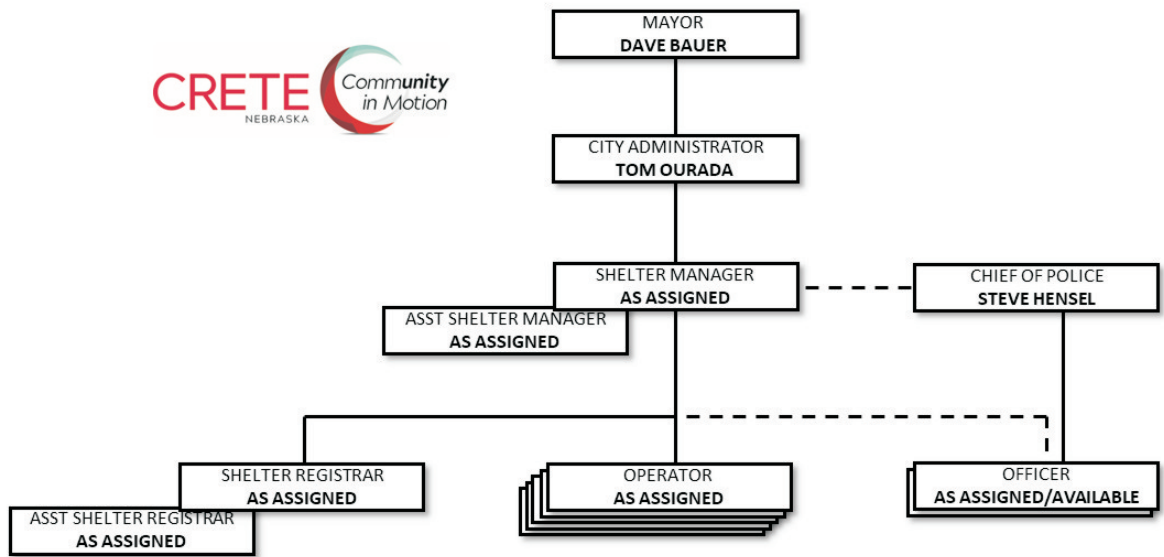 MAYOR
DAVE BAUER
CRETE
NEBRASKA
Community
in Motion
CITY ADMINISTRATOR
TOM OURADA
SHELTER MANAGER
AS ASSIGNED
CHIEF OF POLICE
STEVE HENSEL
ASST SHELTER MANAGER
AS ASSIGNED
SHELTER REGISTRAR
AS ASSIGNED
OPERATOR
AS ASSIGNED
OFFICER
AS ASSIGNED/AVAILABLE
ASST SHELTER REGISTRAR
AS ASSIGNED